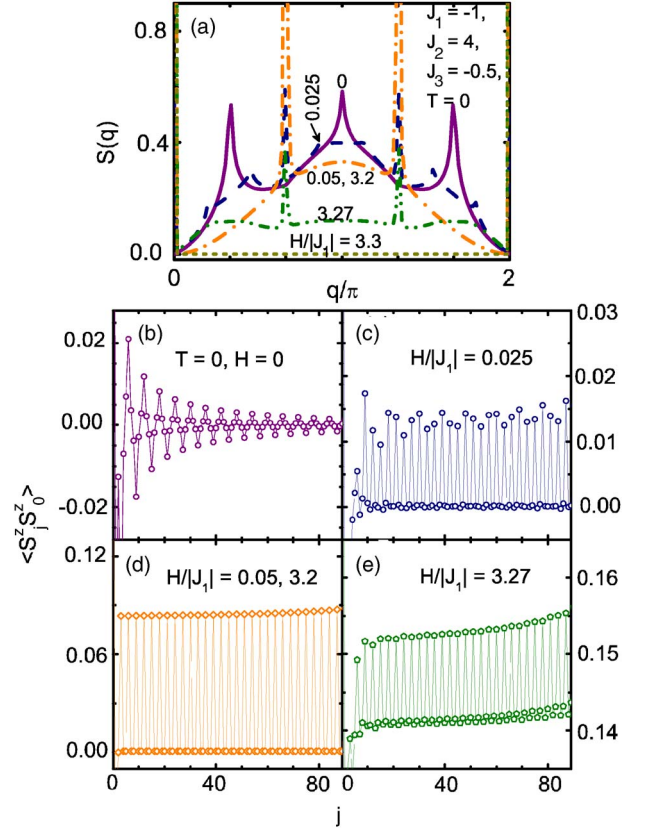 0.8
(a)
J₁ = -1,
J₂ = 4,
J₃ = -0.5,
T = 0
0
0.025
S(q)
0.4
0.05, 3.2
3.27
H/|J₁| = 3.3
0.0
0
1
2
q/π
(b)
T = 0, H = 0
0.02
0.00
-0.02
(c)
H/|J₁| = 0.025
0.03
0.02
0.01
0.00
<SᶻⱼSᶻ₀>
(d)
H/|J₁| = 0.05, 3.2
0.12
0.06
0.00
(e)
H/|J₁| = 3.27
0.16
0.15
0.14
0
40
80
0
40
80
j